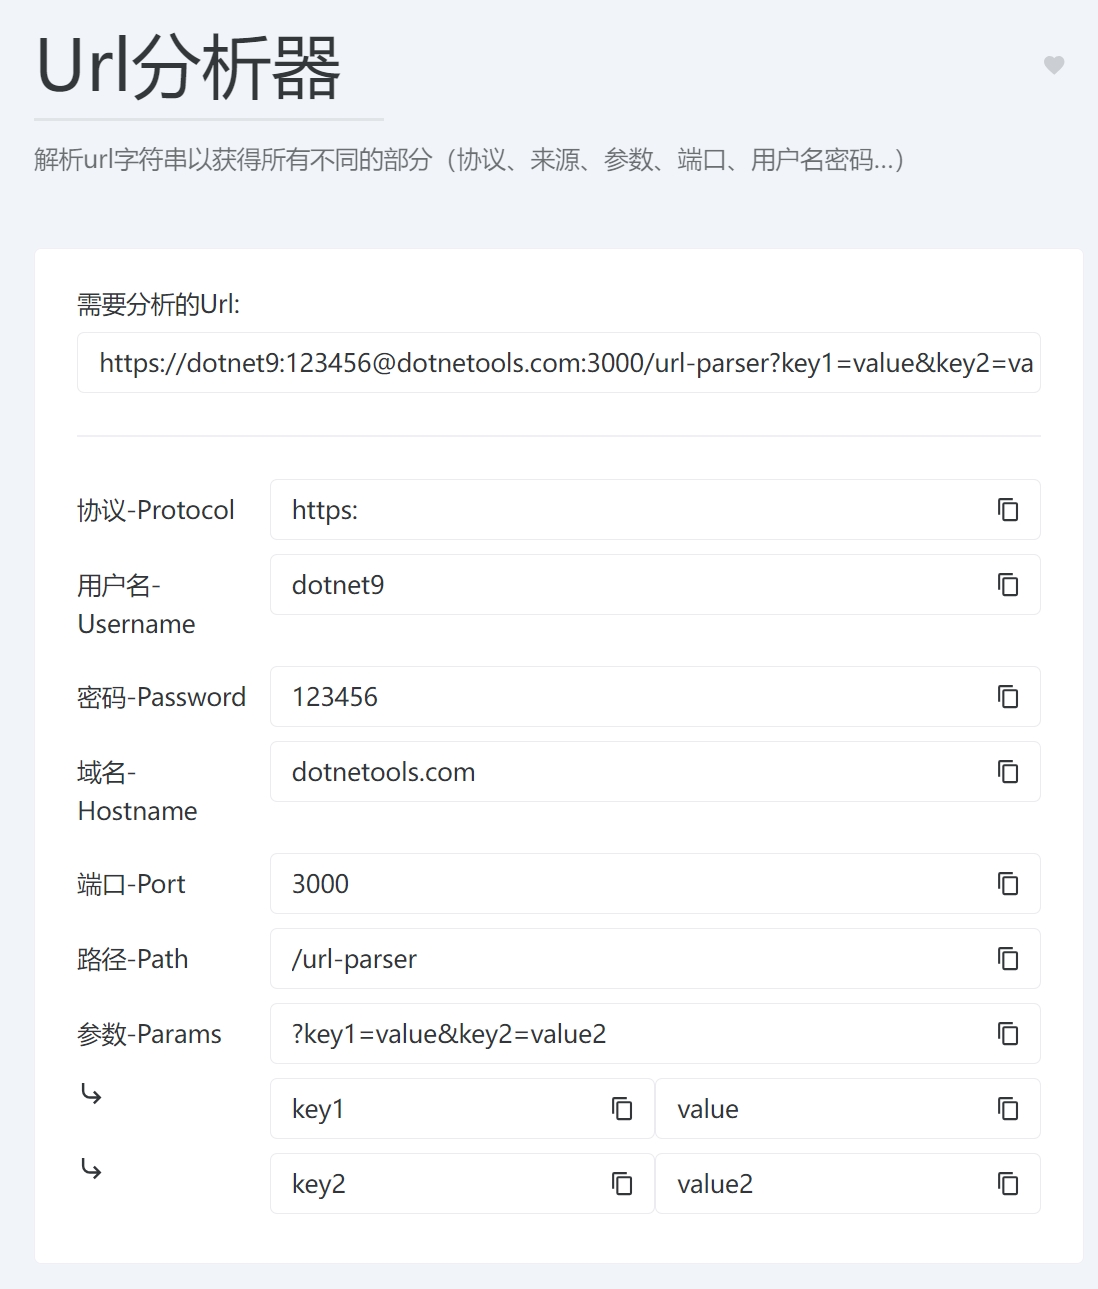 Url分析器
解析url字符串以获得所有不同的部分（协议、来源、参数、端口、用户名密码...）
需要分析的Url:
https://dotnet9:123456@dotnetools.com:3000/url-parser?key1=value&key2=va
协议-Protocol https:
用户名- dotnet9
Username
密码-Password 123456
域名- dotnetools.com
Hostname
端口-Port 3000
路径-Path /url-parser
参数-Params ?key1=value&key2=value2
key1 value
key2 value2